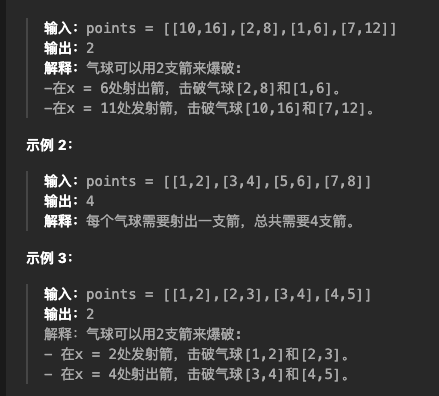 输入：points = [[10,16],[2,8],[1,6],[7,12]]
输出：2
解释：气球可以用2支箭来爆破:
-在x = 6处射出箭，击破气球[2,8]和[1,6]。
-在x = 11处发射箭，击破气球[10,16]和[7,12]。
示例 2：
输入：points = [[1,2],[3,4],[5,6],[7,8]]
输出：4
解释：每个气球需要射出一支箭，总共需要4支箭。
示例 3：
输入：points = [[1,2],[2,3],[3,4],[4,5]]
输出：2
解释：气球可以用2支箭来爆破:
- 在x = 2处发射箭，击破气球[1,2]和[2,3]。
- 在x = 4处射出箭，击破气球[3,4]和[4,5]。